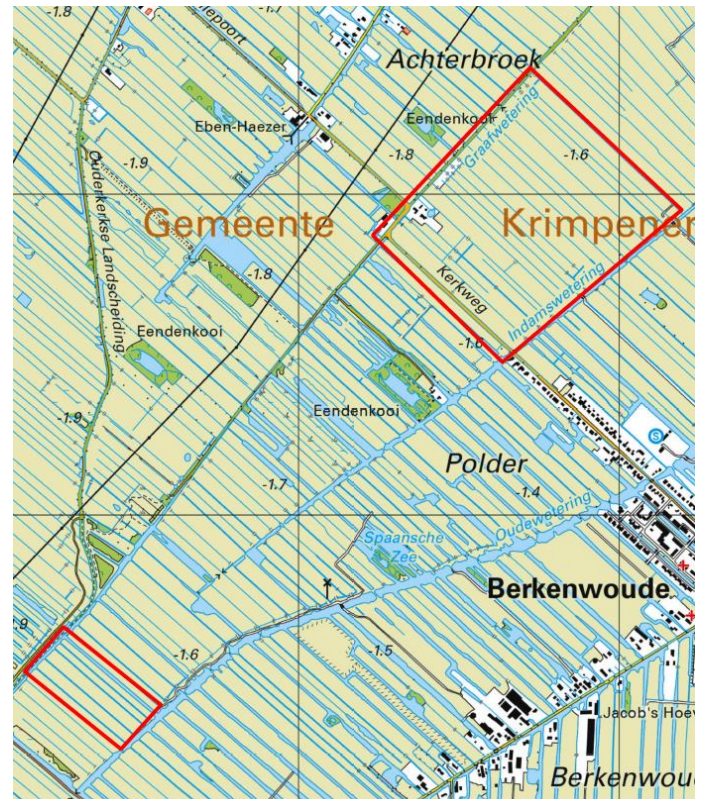 -1.8
-1.7
Achterbroek
Eendenkooi
Graafwetering
Eben-Haezer
-1.8
-1.6
-1.9
Ouderkerkse Landscheiding
Gemeente
Krimpener
Kerkweg
Indamswetering
-1.8
-1.6
Eendenkooi
Eendenkooi
-1.9
Polder
S
-1.7
-1.4
Oudewetering
Spaansche
Zee
Berkenwoude
-1.6
-1.5
Jacob's Hoev
Berkenwoud